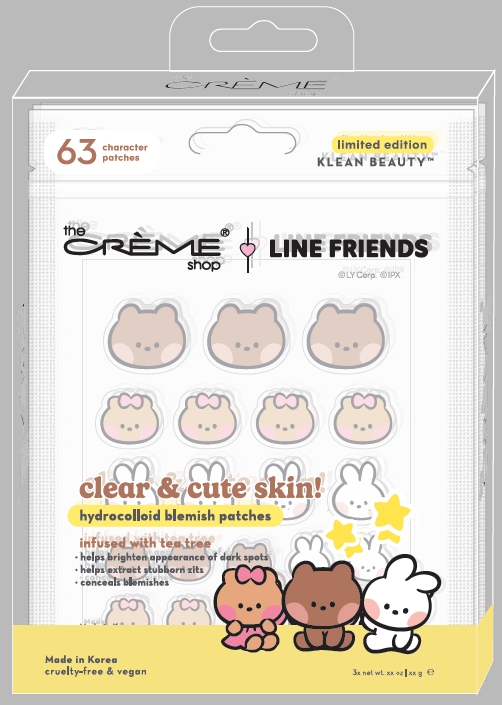 CRÈME
63 character
patches
limited edition
KLEAN BEAUTY™
the
CRÈME®
shop
LINE FRIENDS
©LY Corp. ©IPX
clear & cute skin!
hydrocolloid blemish patches
infused with tea tree
• helps brighten appearance of dark spots
• helps extract stubborn zits
• conceals blemishes
Made in Korea
cruelty-free & vegan
3x net wt. xx oz | xx g ℮